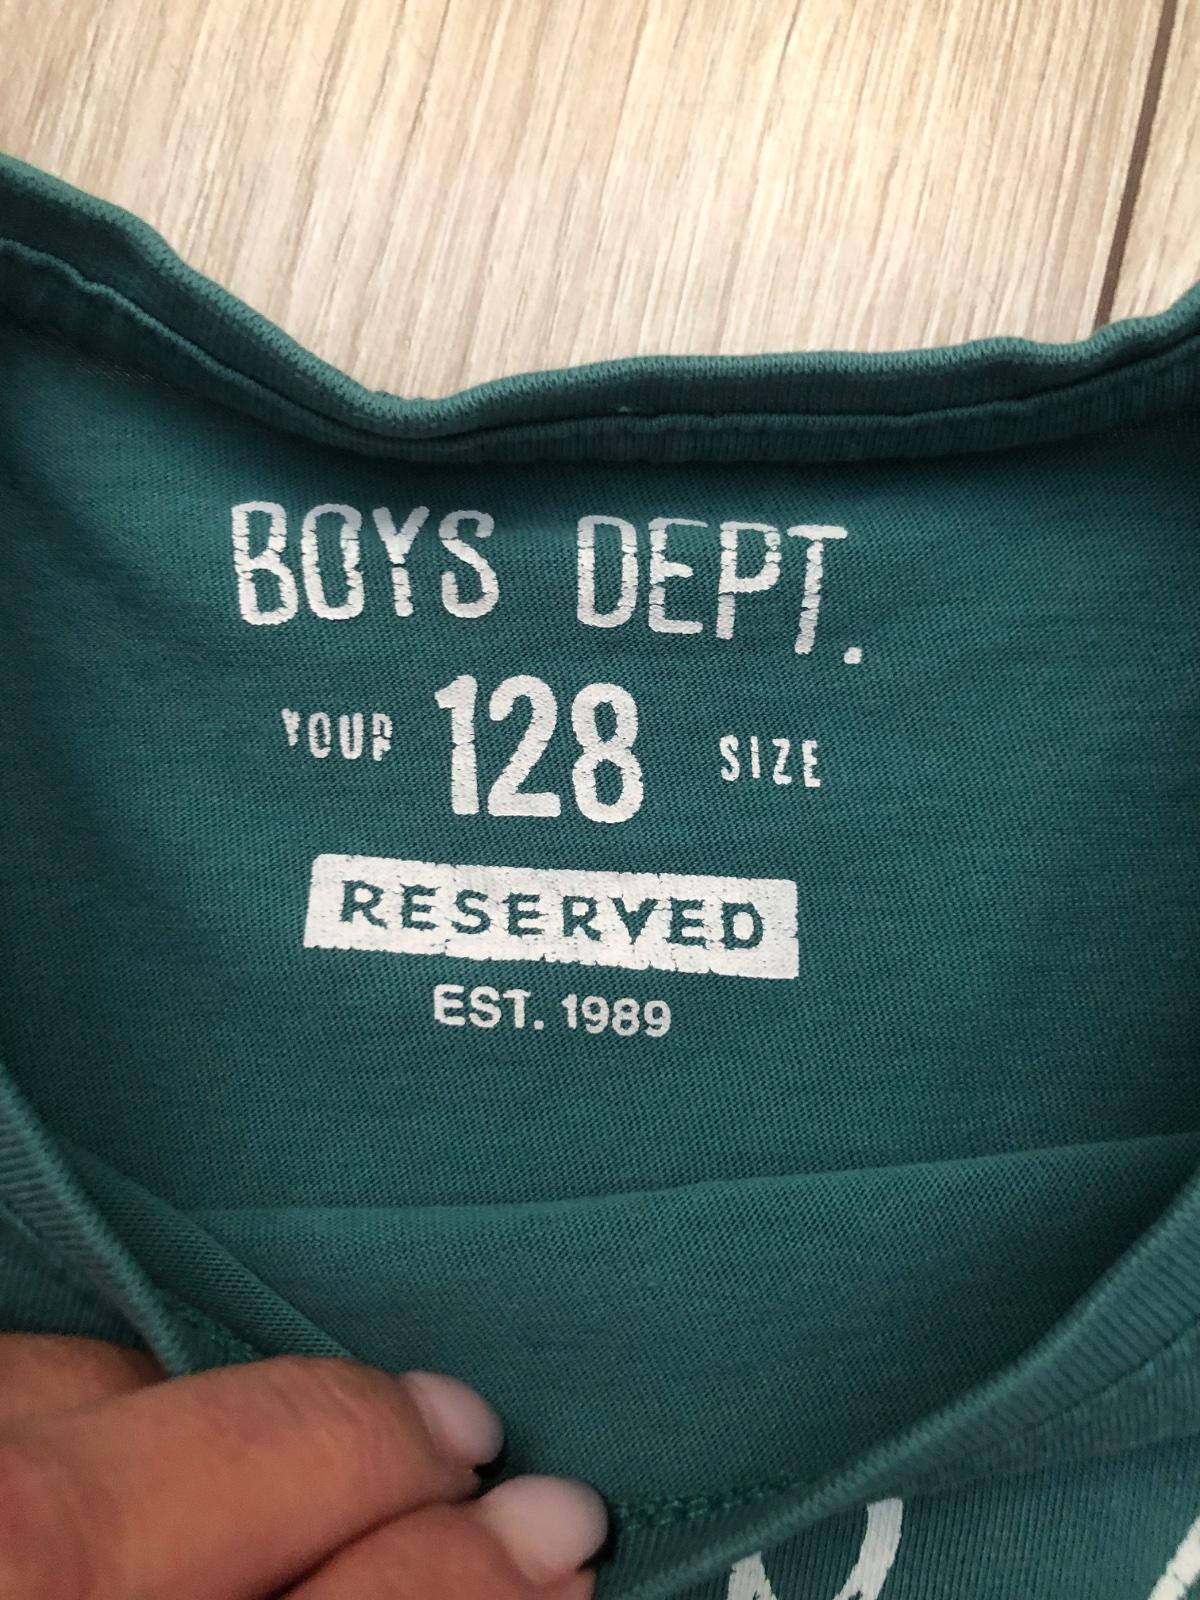 BOYS DEPT.
YOUR 128 SIZE
RESERVED
EST. 1989